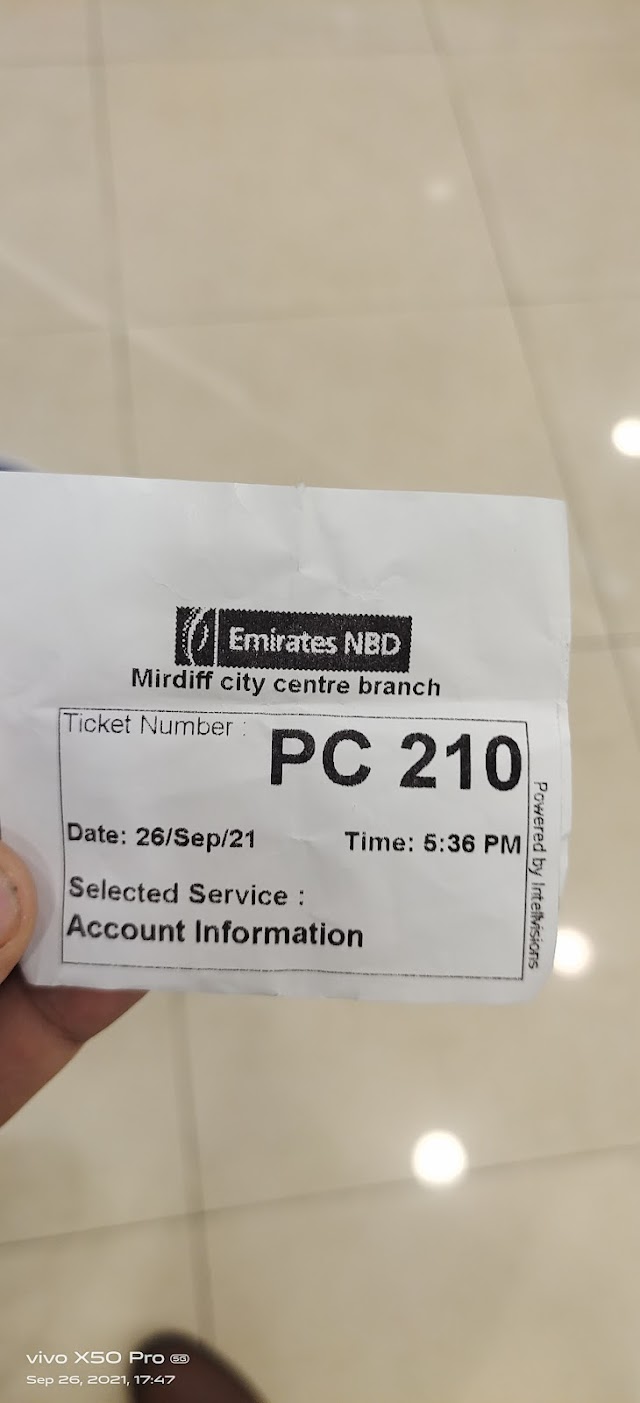 Emirates NBD
Mirdiff city centre branch
Ticket Number :
PC 210
Date: 26/Sep/21 Time: 5:36 PM
Selected Service :
Account Information
Powered by Intelvisions
vivo X50 Pro 5G
Sep 26, 2021, 17:47